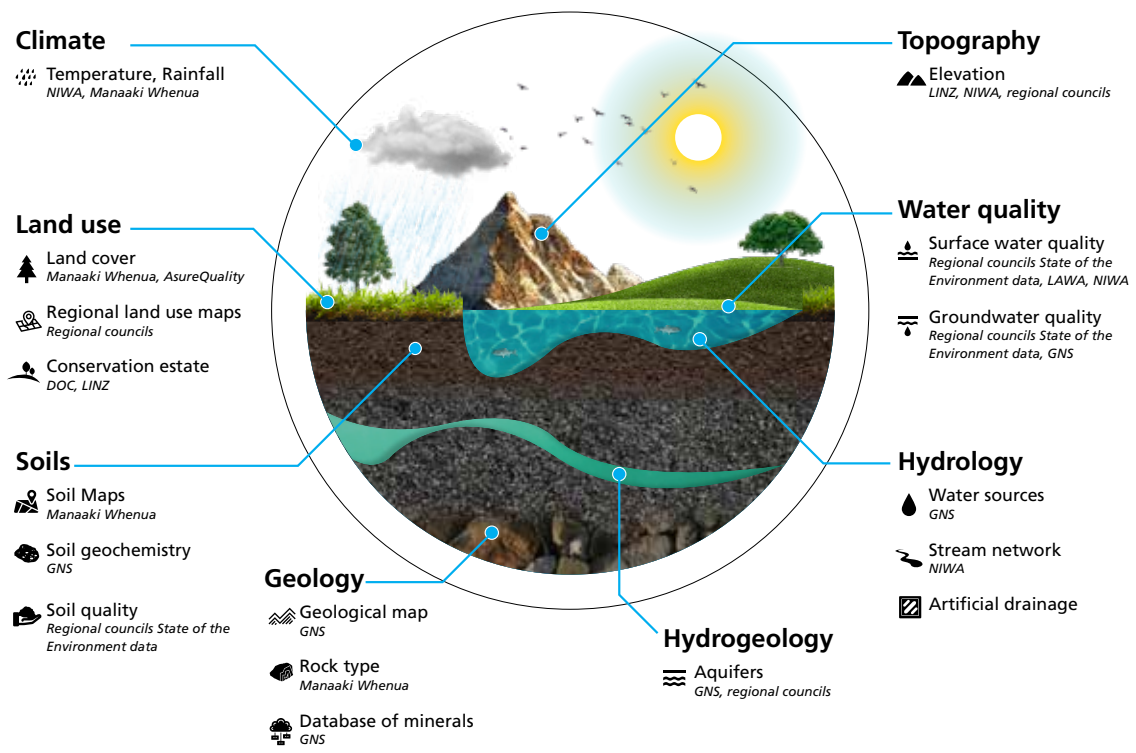 Climate
Temperature, Rainfall
NIWA, Manaaki Whenua
Land use
Land cover
Manaaki Whenua, AsureQuality
Regional land use maps
Regional councils
Conservation estate
DOC, LINZ
Soils
Soil Maps
Manaaki Whenua
Soil geochemistry
GNS
Soil quality
Regional councils State of the
Environment data
Geology
Geological map
GNS
Rock type
Manaaki Whenua
Database of minerals
GNS
Hydrogeology
Aquifers
GNS, regional councils
Topography
Elevation
LINZ, NIWA, regional councils
Water quality
Surface water quality
Regional councils State of the
Environment data, LAWA, NIWA
Groundwater quality
Regional councils State of the
Environment data, GNS
Hydrology
Water sources
GNS
Stream network
NIWA
Artificial drainage